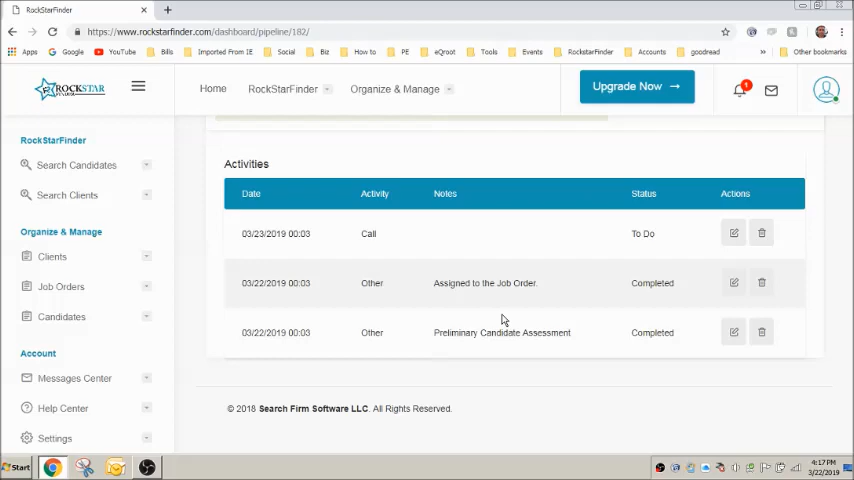 RockStarFinder
https://www.rockstarfinder.com/dashboard/pipeline/182/
Apps Google YouTube Bills Imported From IE Social Biz How to PE eQroot Tools Events RockstarFinder Accounts goodread » Other bookmarks
ROCKSTAR
Home RockStarFinder Organize & Manage Upgrade Now → 1
RockStarFinder
Search Candidates
Search Clients
Organize & Manage
Clients
Job Orders
Candidates
Account
Messages Center
Help Center
Settings
Activities
Date Activity Notes Status Actions
03/23/2019 00:03 Call To Do
03/22/2019 00:03 Other Assigned to the Job Order. Completed
03/22/2019 00:03 Other Preliminary Candidate Assessment Completed
© 2018 Search Firm Software LLC. All Rights Reserved.
Start
4:17 PM
3/22/2019